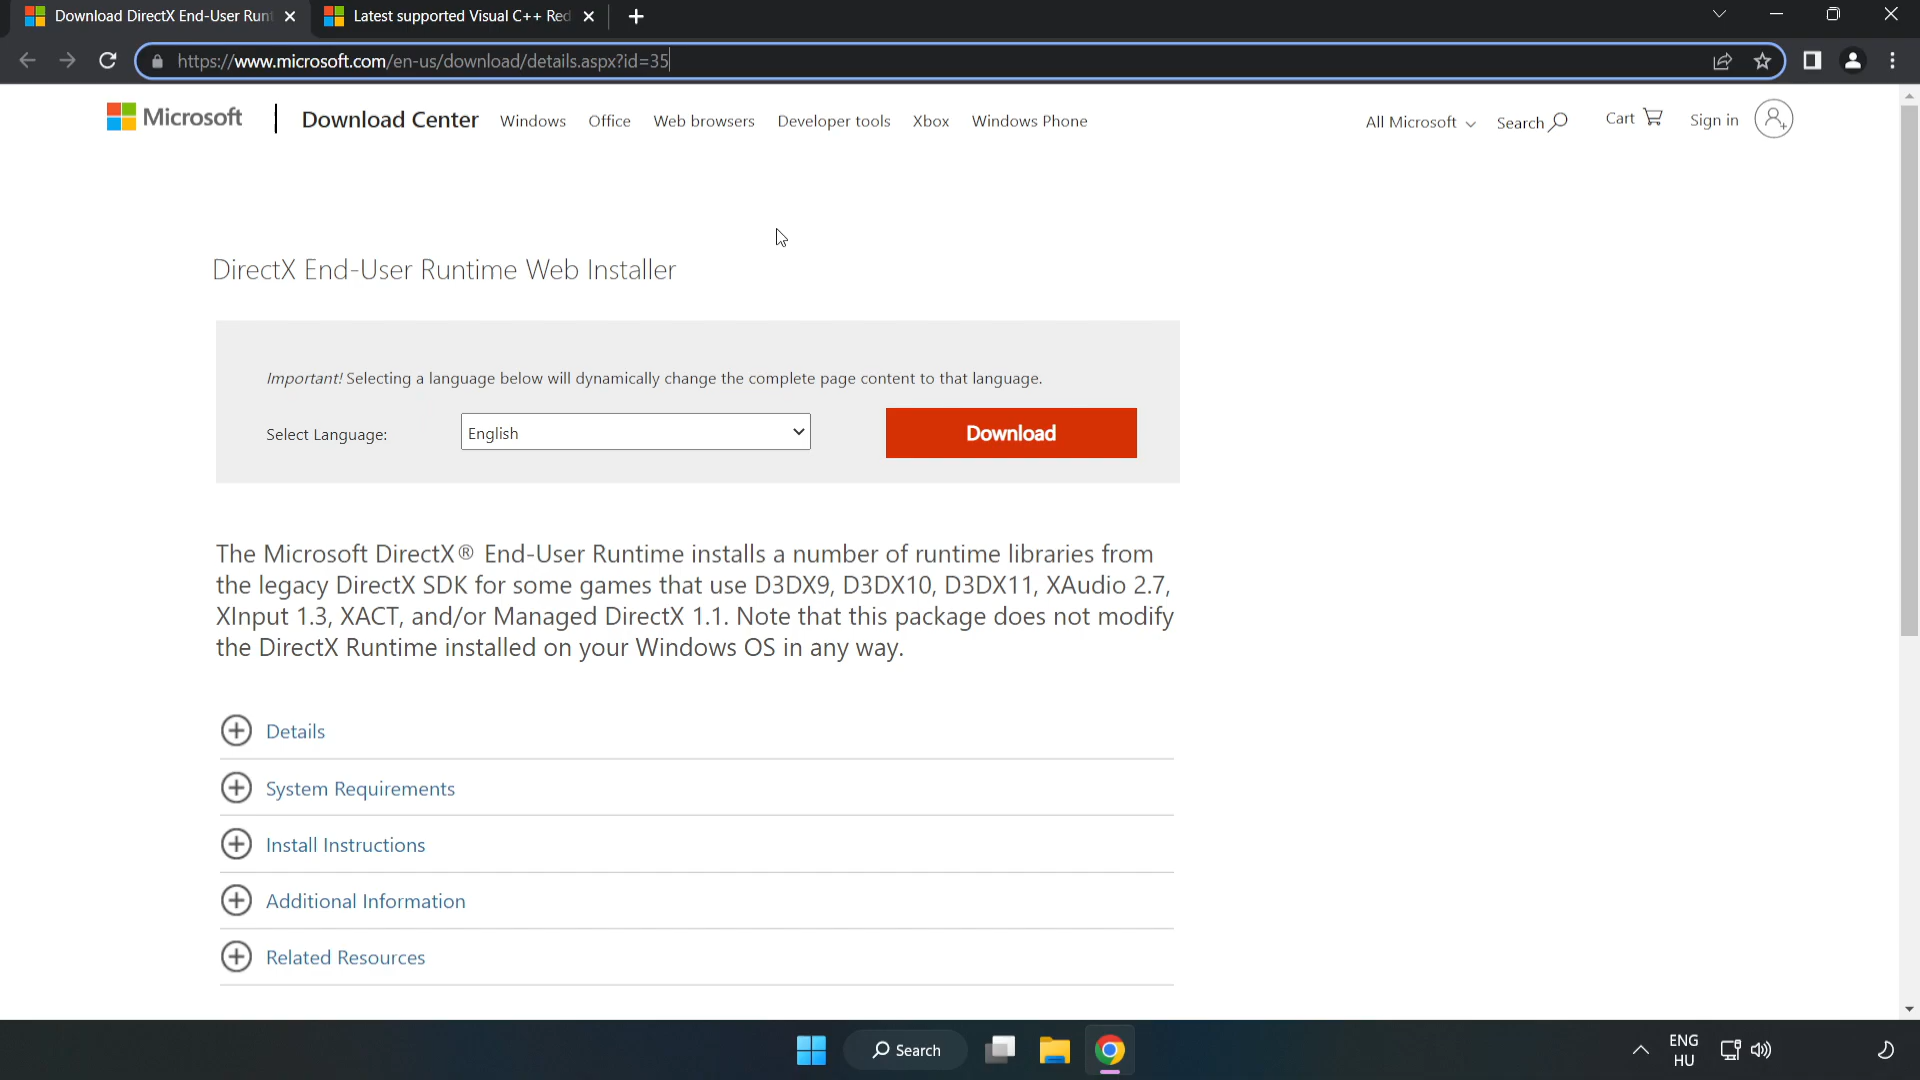 Download DirectX End-User Runt
Latest supported Visual C++ Red
https://www.microsoft.com/en-us/download/details.aspx?id=35
Microsoft
Download Center
Windows
Office
Web browsers
Developer tools
Xbox
Windows Phone
All Microsoft
Search
Cart
Sign in
DirectX End-User Runtime Web Installer
Important! Selecting a language below will dynamically change the complete page content to that language.
Select Language:
English
Download
The Microsoft DirectX® End-User Runtime installs a number of runtime libraries from
the legacy DirectX SDK for some games that use D3DX9, D3DX10, D3DX11, XAudio 2.7,
XInput 1.3, XACT, and/or Managed DirectX 1.1. Note that this package does not modify
the DirectX Runtime installed on your Windows OS in any way.
Details
System Requirements
Install Instructions
Additional Information
Related Resources
Search
ENG
HU